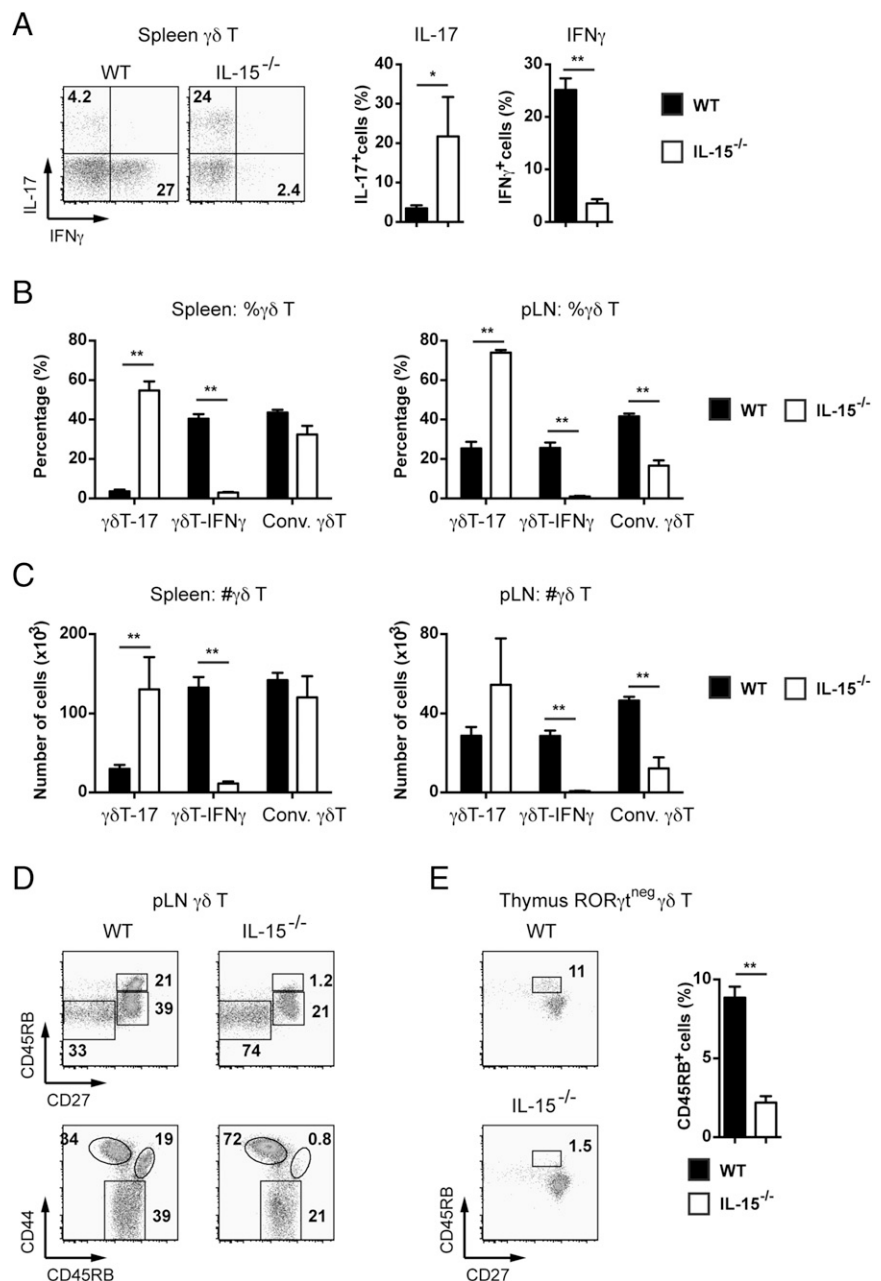 A
Spleen γδ T
WT IL-15-/-
4.2 24
27 2.4
IL-17
IFNγ
IL-17
IL-17+cells (%)
40
30
20
10
0
*
IFNγ
IFNγ+cells (%)
30
20
10
0
**
WT
IL-15-/-
B
Spleen: %γδ T
Percentage (%)
80
60
40
20
0
** **
γδT-17 γδT-IFNγ Conv. γδT
pLN: %γδ T
Percentage (%)
80
60
40
20
0
** ** **
γδT-17 γδT-IFNγ Conv. γδT
WT IL-15-/-
C
Spleen: #γδ T
Number of cells (x10³)
200
100
0
** **
γδT-17 γδT-IFNγ Conv. γδT
pLN: #γδ T
Number of cells (x10³)
80
40
0
** **
γδT-17 γδT-IFNγ Conv. γδT
WT IL-15-/-
D
pLN γδ T
WT IL-15-/-
21 1.2
39 21
33 74
CD45RB
CD27
34 19 72 0.8
39 21
CD44
CD45RB
E
Thymus RORγt^neg γδ T
WT
11
IL-15-/-
1.5
CD45RB
CD27
CD45RB+cells (%)
10
5
0
**
WT
IL-15-/-